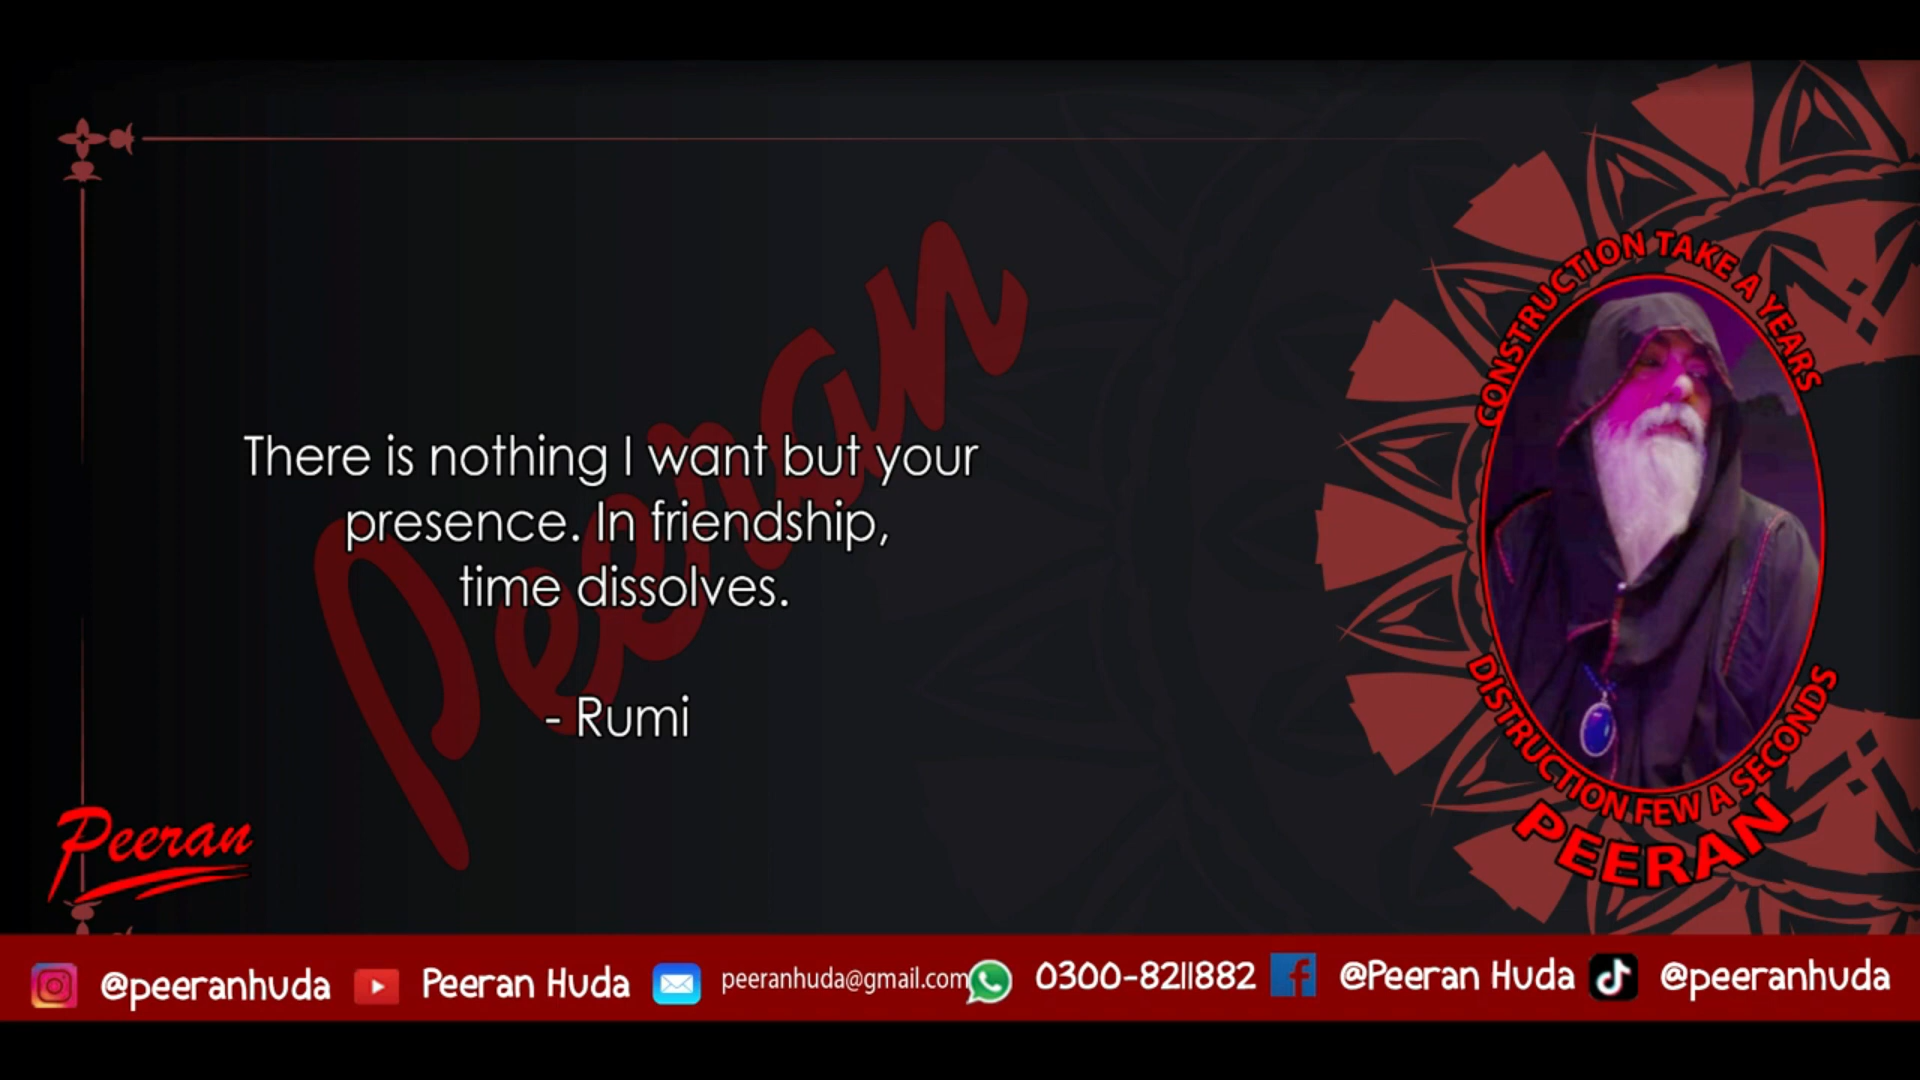 CONSTRUCTION TAKE A YEARS
There is nothing I want but your
presence. In friendship,
time dissolves.
- Rumi
Peeran
DISTRUCTION FEW A SECONDS
PEERAN
Peeran
@peeranhuda Peeran Huda peeranhuda@gmail.com 0300-8211882 @Peeran Huda @peeranhuda